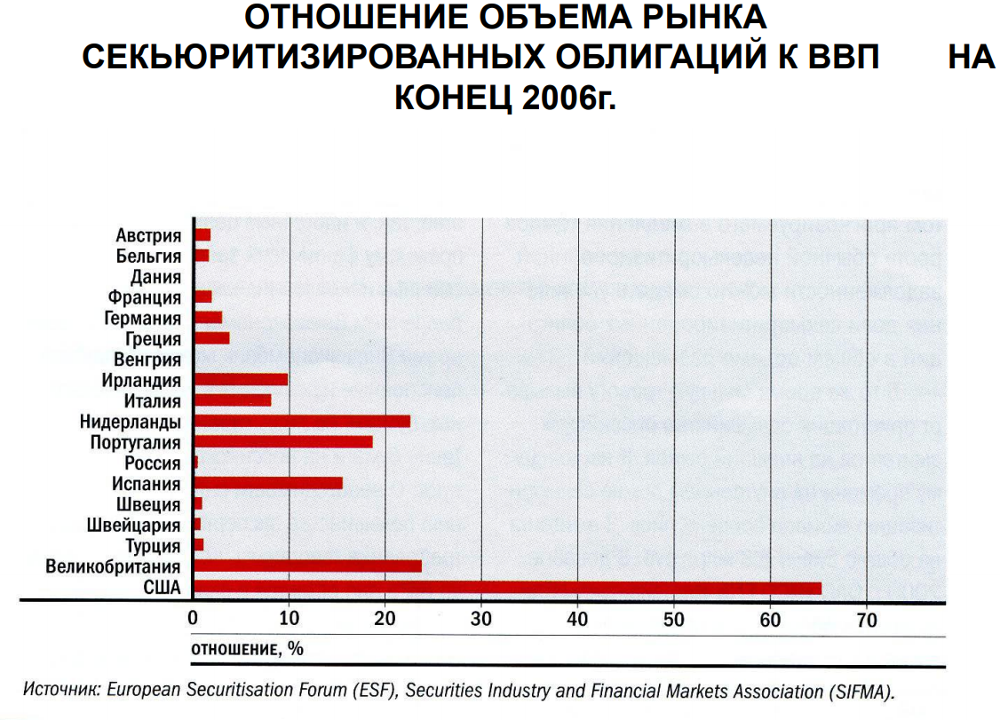 ОТНОШЕНИЕ ОБЪЕМА РЫНКА
СЕКЬЮРИТИЗИРОВАННЫХ ОБЛИГАЦИЙ К ВВП НА
КОНЕЦ 2006г.
Австрия
Бельгия
Дания
Франция
Германия
Греция
Венгрия
Ирландия
Италия
Нидерланды
Португалия
Россия
Испания
Швеция
Швейцария
Турция
Великобритания
США
0 10 20 30 40 50 60 70
ОТНОШЕНИЕ, %
Источник: European Securitisation Forum (ESF), Securities Industry and Financial Markets Association (SIFMA).